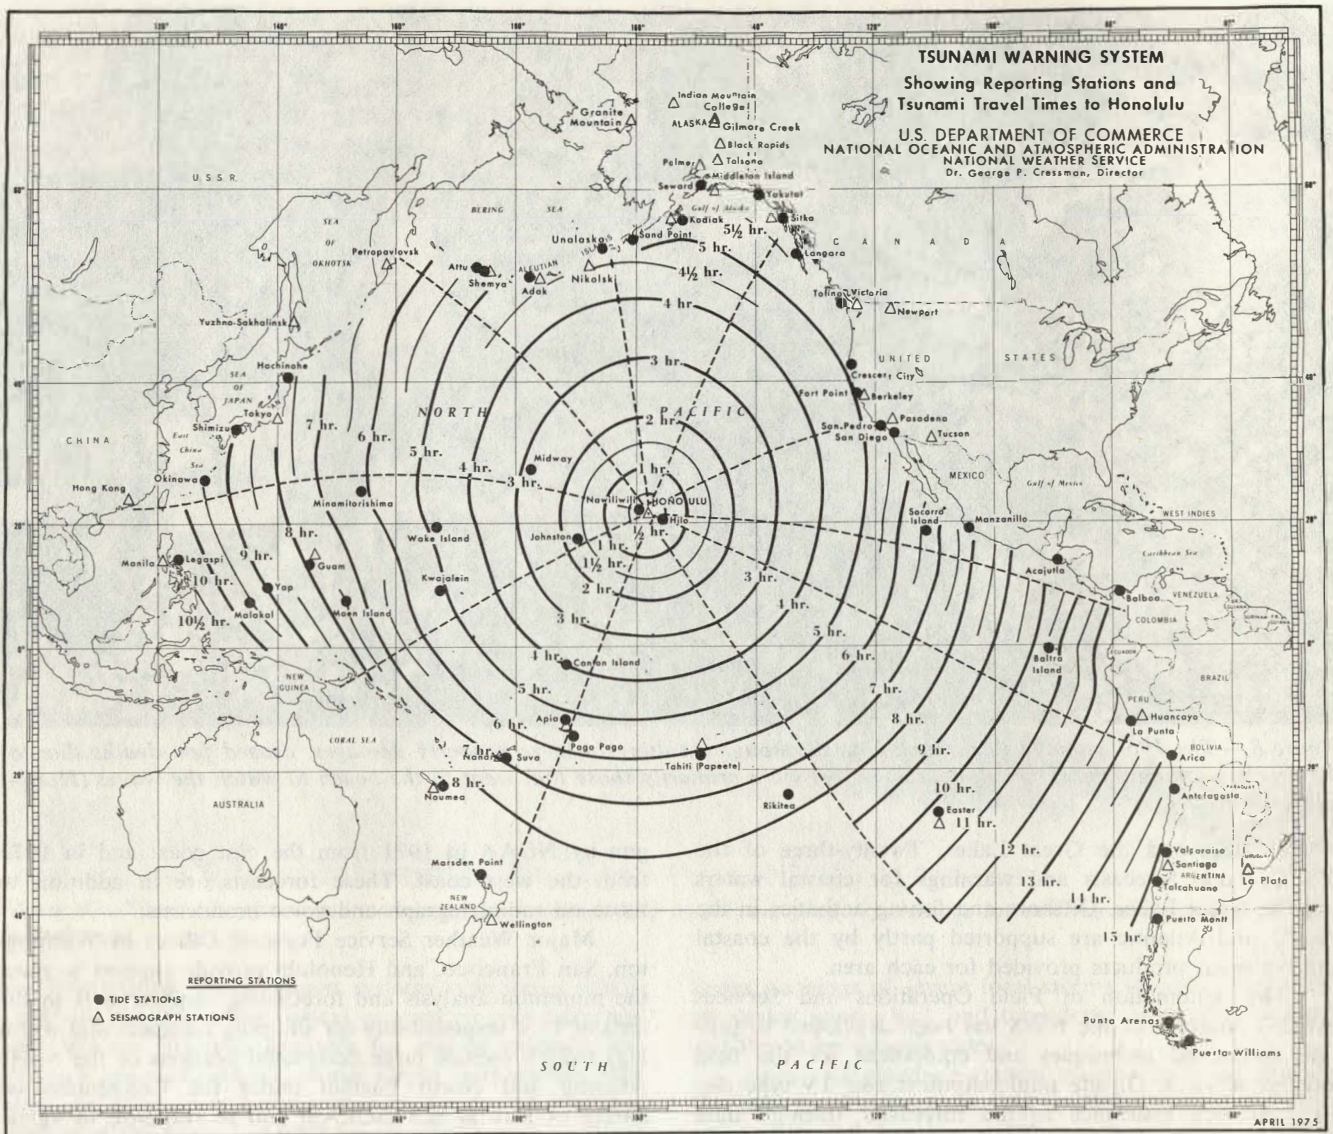 TSUNAMI WARNING SYSTEM
Showing Reporting Stations and
Tsunami Travel Times to Honolulu
U.S. DEPARTMENT OF COMMERCE
NATIONAL OCEANIC AND ATMOSPHERIC ADMINISTRATION
NATIONAL WEATHER SERVICE
Dr. George P. Cressman, Director
Indian Mountain
College
Granite
Mountain
ALASKA
Gilmore Creek
Black Rapids
Palmer
Middleton Island
Seward
Yakutat
Gulf of Alaska
Kodiak
Sitka
5½ hr.
Sand Point
Unalaska
5 hr.
Langara
C A N A D A
U.S.S.R.
BERING SEA
SEA
OF
OKHOTSK
Petropavlovsk
Attu
Shemya
ALEUTIAN
ISLANDS
Adak
Nikolski
4½ hr.
4 hr.
Tofino
Victoria
Newport
Yuzhno-Sakhalinsk
Hachinohe
SEA
OF
JAPAN
Tokyo
Shimizu
3 hr.
UNITED STATES
Crescent City
Fort Point
Berkeley
NORTH PACIFIC
2 hr.
7 hr.
6 hr.
5 hr.
4 hr.
3 hr.
Pasadena
San Pedro
San Diego
Tucson
CHINA
East
China
Sea
Okinawa
Hong Kong
Midway
1 hr.
MEXICO
Gulf of Mexico
Minamitorishima
Nawiliwili
HONOLULU
Hilo
½ hr.
Socorro
Island
Manzanillo
WEST INDIES
8 hr.
Wake Island
Johnston
1 hr.
1½ hr.
2 hr.
9 hr.
Manila
Legaspi
Guam
Caribbean Sea
Acajutla
10 hr.
Yap
Kwajalein
3 hr.
3 hr.
4 hr.
Balboa
VENEZUELA
Malakal
Moen Island
10½ hr.
COLOMBIA
5 hr.
6 hr.
4 hr.
Canton Island
Baltra
Island
ECUADOR
BRAZIL
NEW
GUINEA
5 hr.
7 hr.
PERU
6 hr.
Apia
Pago Pago
8 hr.
Huancayo
La Punta
CORAL SEA
7 hr.
Suva
Tahiti (Papeete)
9 hr.
BOLIVIA
Arica
8 hr.
Noumea
10 hr.
PARAGUAY
Antofagasta
AUSTRALIA
Rikitea
Easter
11 hr.
12 hr.
Valparaiso
Santiago
ARGENTINA
La Plata
Marsden Point
13 hr.
Talcahuano
NEW
ZEALAND
14 hr.
Wellington
15 hr.
Puerto Montt
REPORTING STATIONS
TIDE STATIONS
SEISMOGRAPH STATIONS
Punta Arenas
Puerto Williams
SOUTH PACIFIC
APRIL 1975